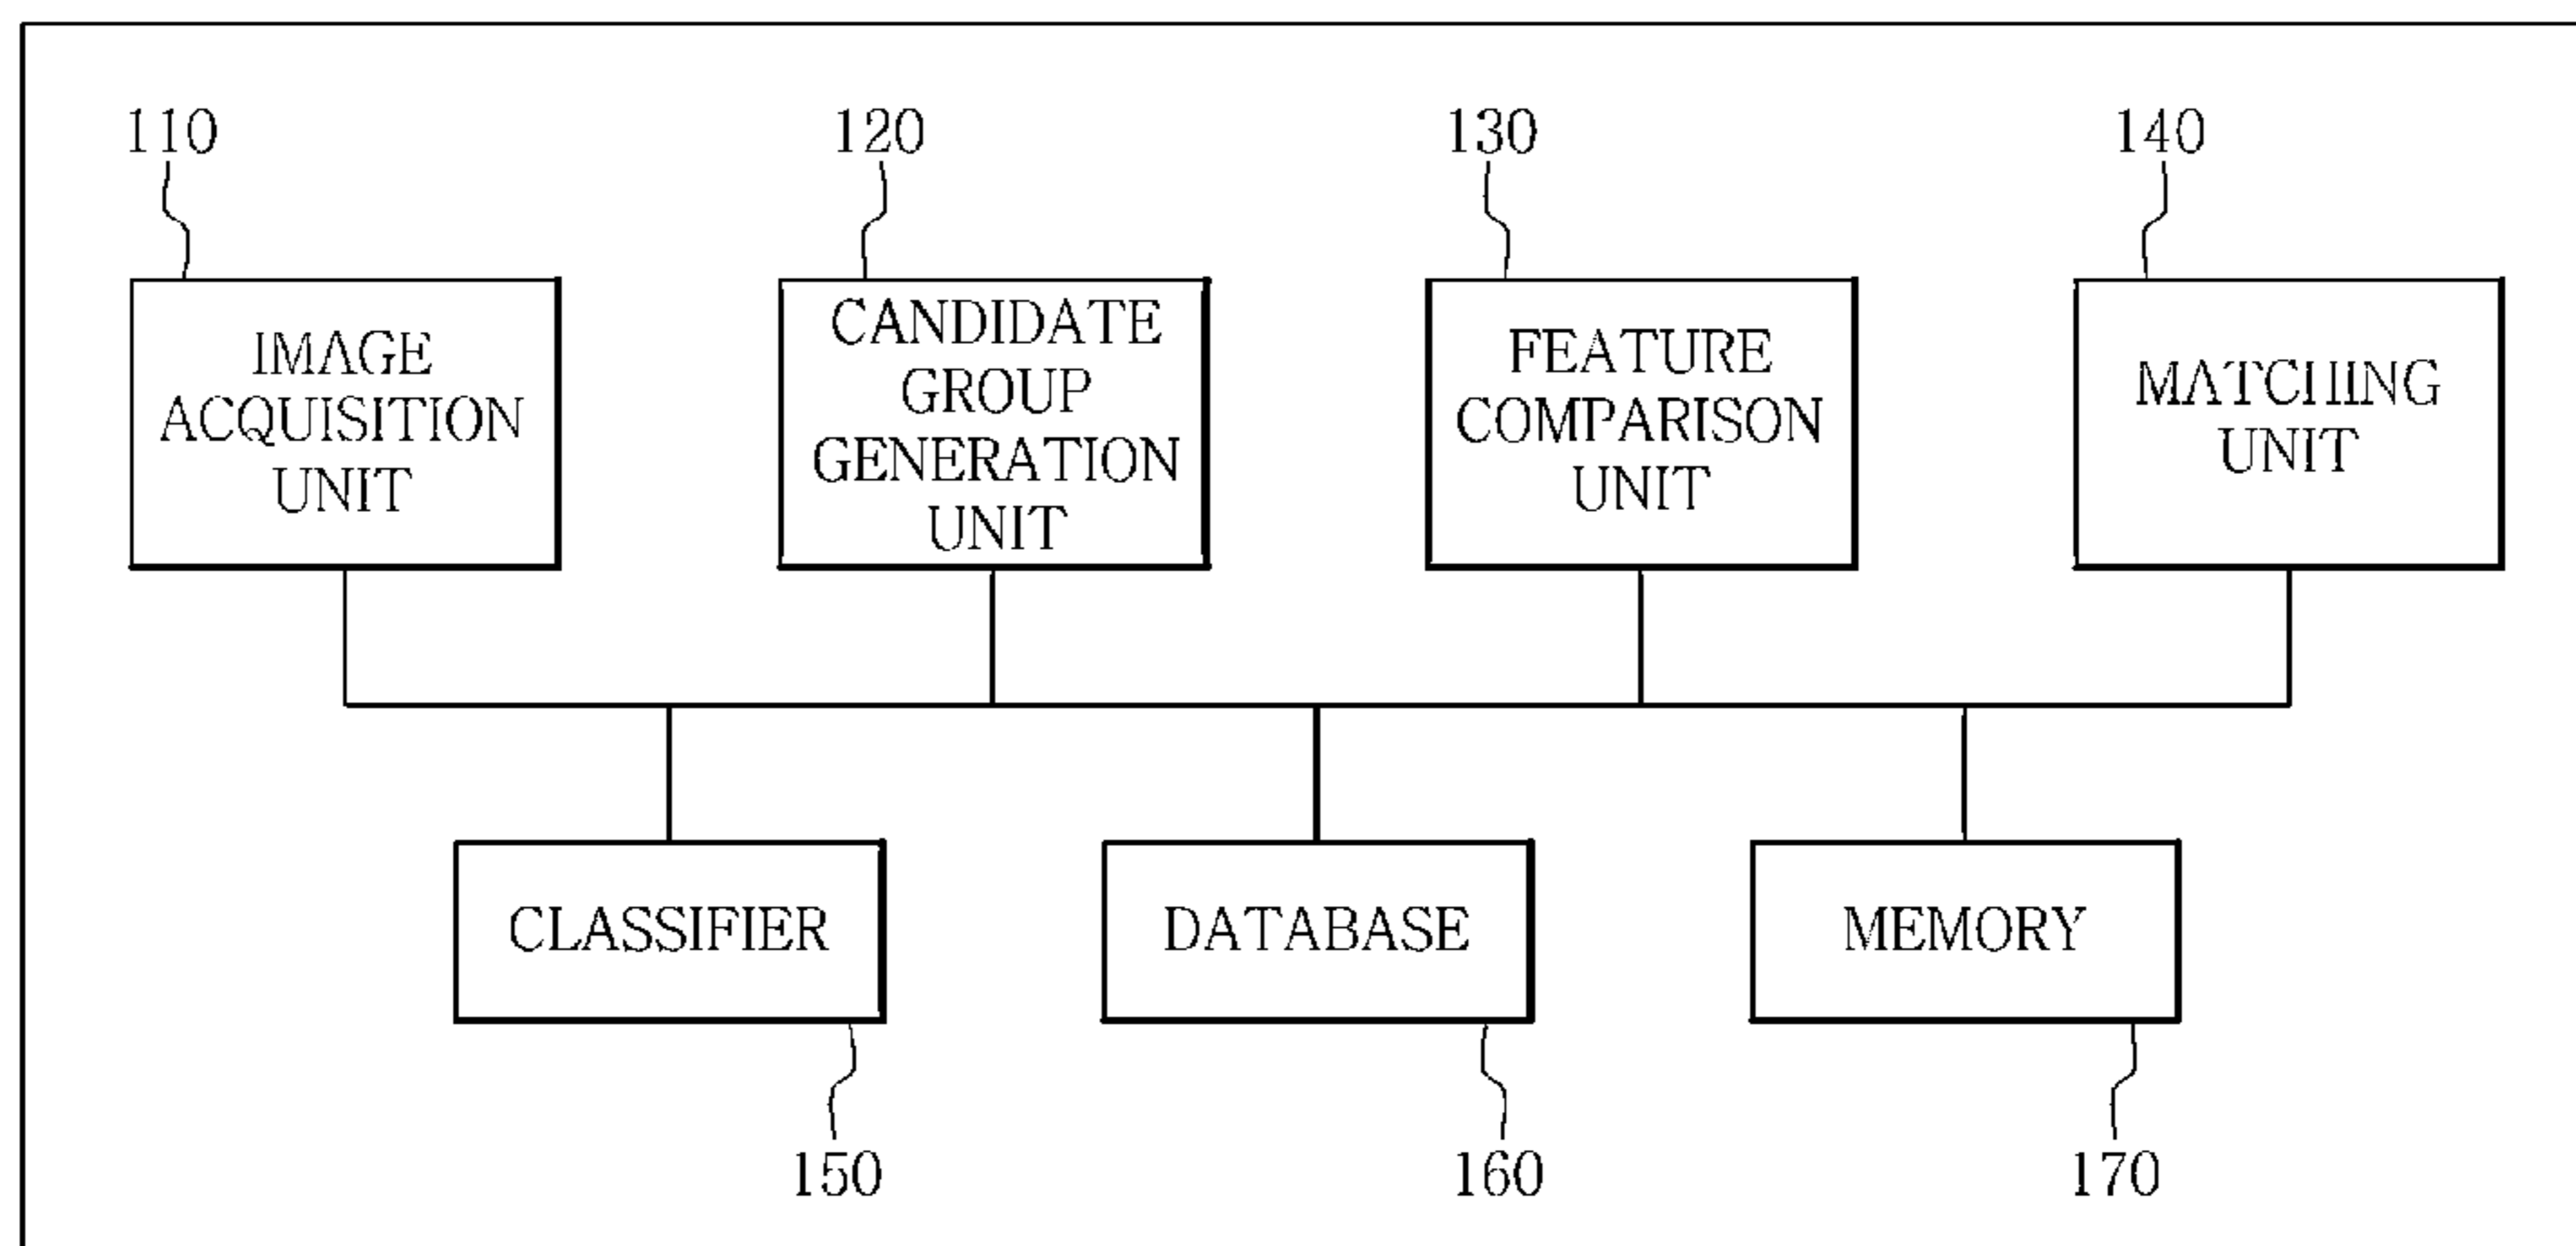 110
120
130
140
IMAGE
ACQUISITION
UNIT
CANDIDATE
GROUP
GENERATION
UNIT
FEATURE
COMPARISON
UNIT
MATCHING
UNIT
CLASSIFIER
DATABASE
MEMORY
150
160
170